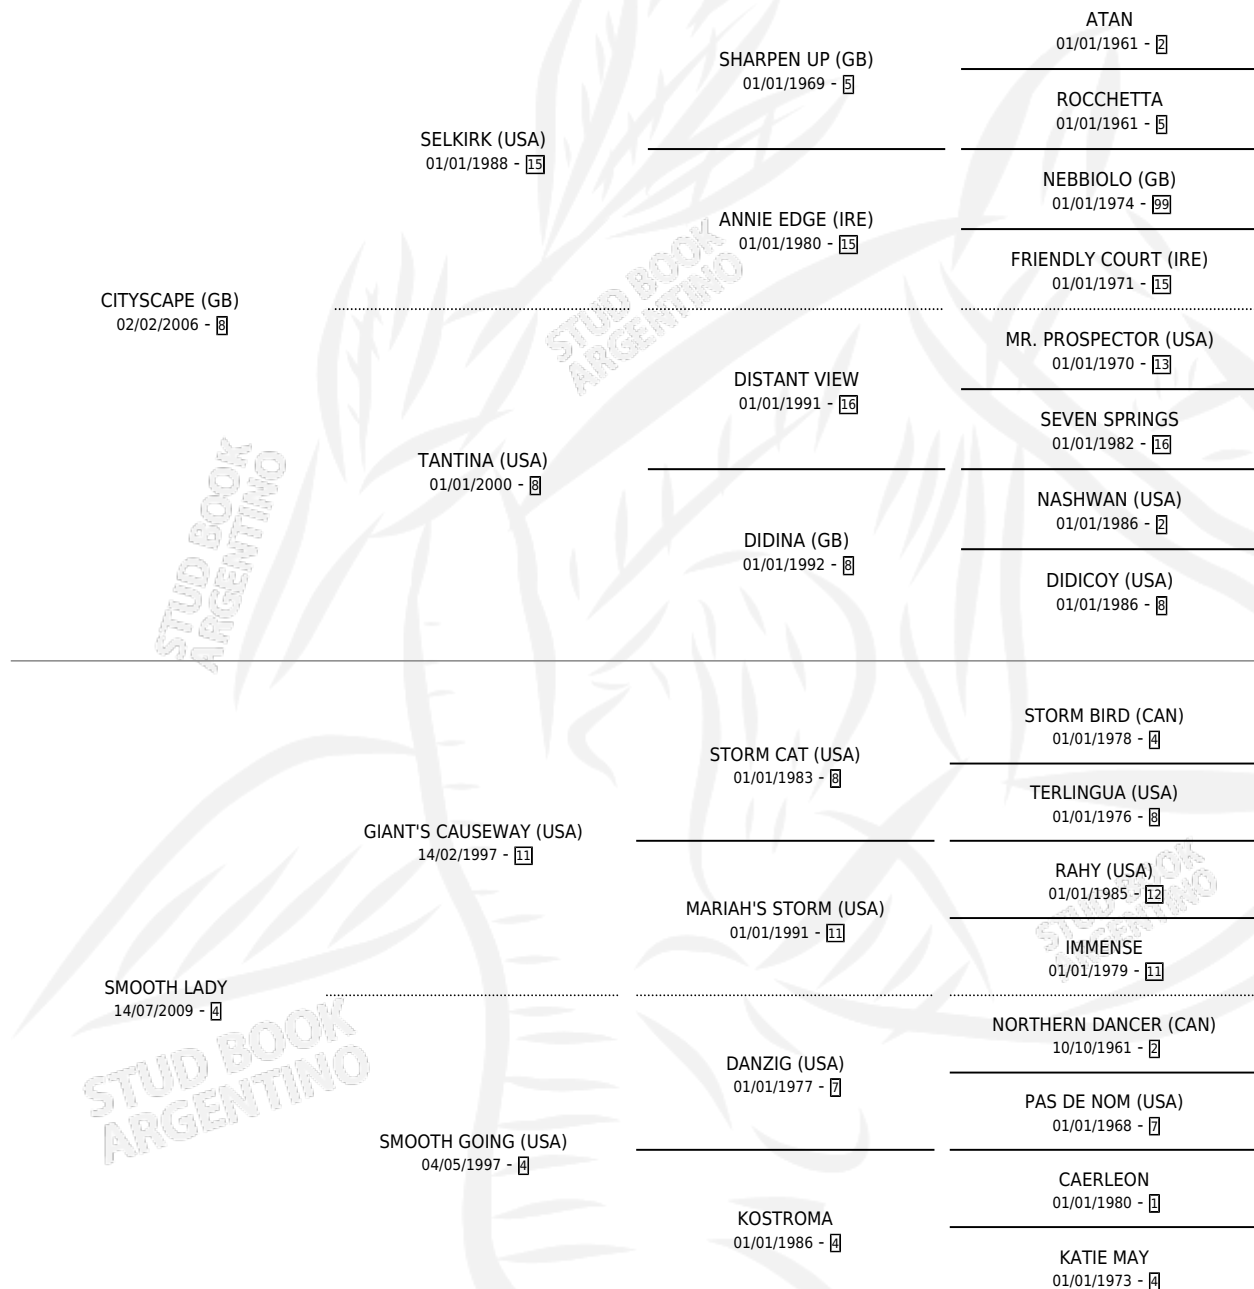 ATAN
01/01/1961 - 2
SHARPEN UP (GB)
01/01/1969 - 5
ROCCHETTA
01/01/1961 - 5
SELKIRK (USA)
01/01/1988 - 15
NEBBIOLO (GB)
01/01/1974 - 99
ANNIE EDGE (IRE)
01/01/1980 - 15
FRIENDLY COURT (IRE)
01/01/1971 - 15
CITYSCAPE (GB)
02/02/2006 - 8
STUD BOOK
ARGENTINO
MR. PROSPECTOR (USA)
01/01/1970 - 13
DISTANT VIEW
01/01/1991 - 16
SEVEN SPRINGS
01/01/1982 - 16
TANTINA (USA)
01/01/2000 - 8
NASHWAN (USA)
01/01/1986 - 2
DIDINA (GB)
01/01/1992 - 8
DIDICOY (USA)
01/01/1986 - 8
STUD BOOK
ARGENTINO
STORM BIRD (CAN)
01/01/1978 - 4
STORM CAT (USA)
01/01/1983 - 8
TERLINGUA (USA)
01/01/1976 - 8
GIANT'S CAUSEWAY (USA)
14/02/1997 - 11
RAHY (USA)
01/01/1985 - 12
MARIAH'S STORM (USA)
01/01/1991 - 11
STUD BOOK
ARGENTINO
IMMENSE
01/01/1979 - 11
SMOOTH LADY
14/07/2009 - 4
NORTHERN DANCER (CAN)
10/10/1961 - 2
DANZIG (USA)
01/01/1977 - 7
STUD BOOK
ARGENTINO
PAS DE NOM (USA)
01/01/1968 - 7
SMOOTH GOING (USA)
04/05/1997 - 4
CAERLEON
01/01/1980 - 1
KOSTROMA
01/01/1986 - 4
KATIE MAY
01/01/1973 - 4